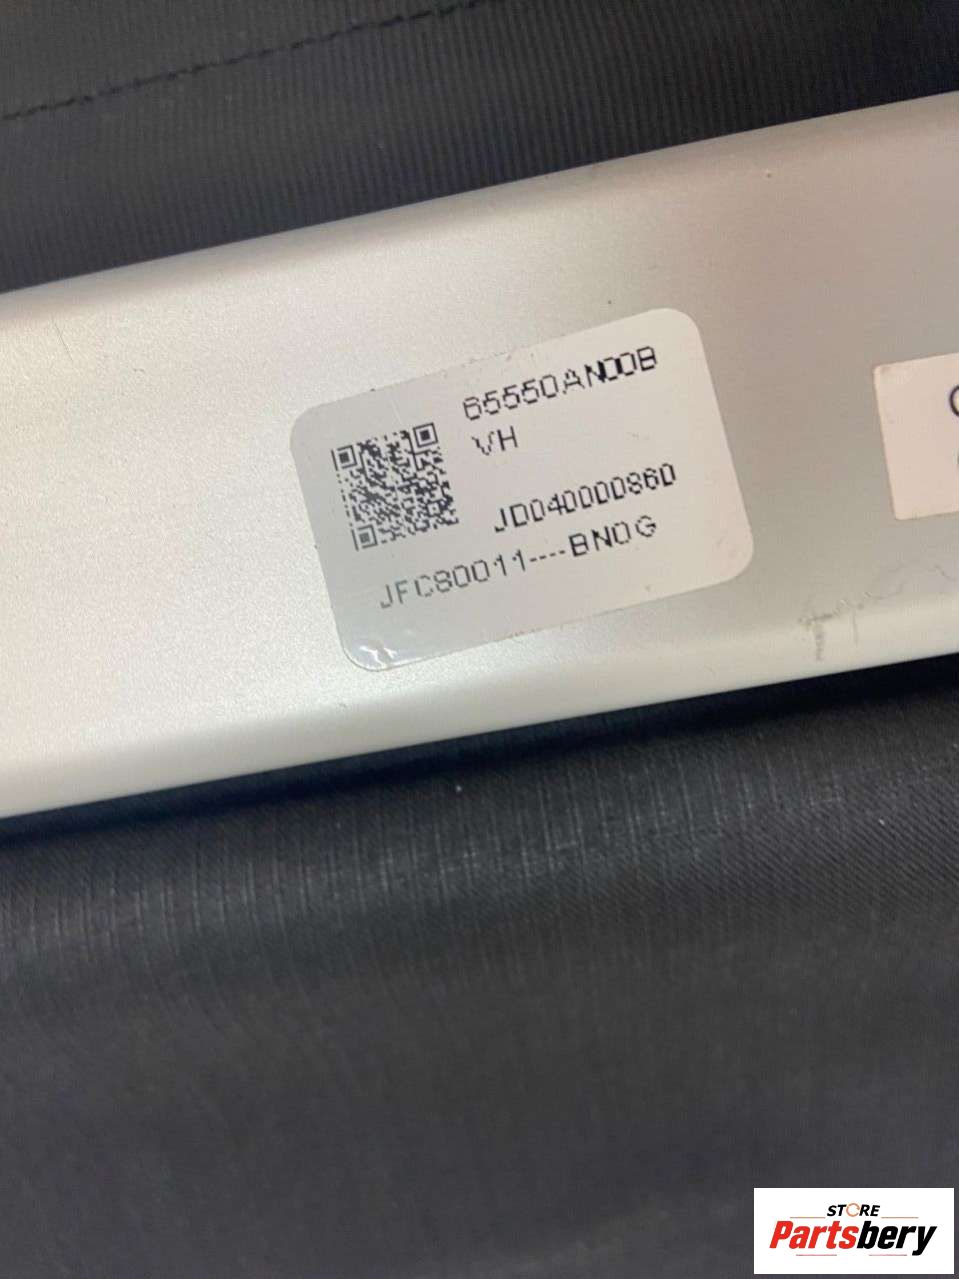 65550AN00B
VH
JD040000860
JFC80011----BN0G
STORE
Partsbery